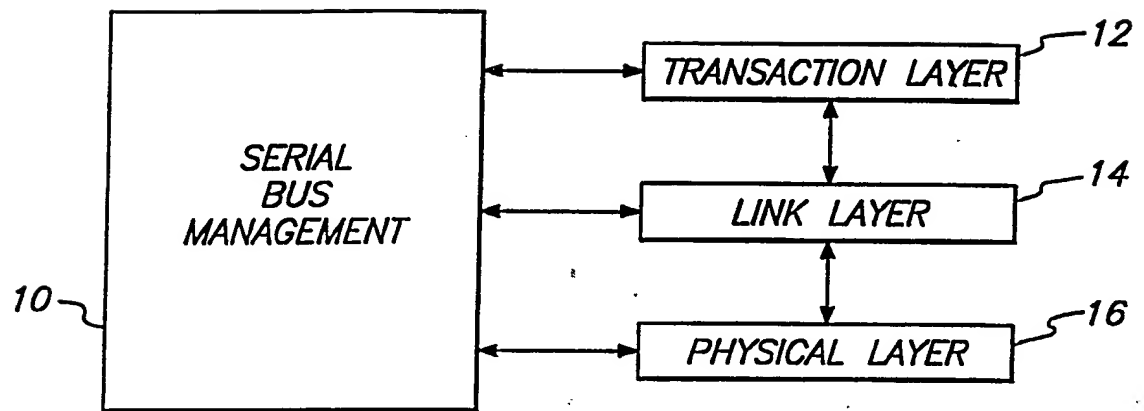 12
TRANSACTION LAYER
SERIAL
BUS
MANAGEMENT
14
LINK LAYER
10
16
PHYSICAL LAYER